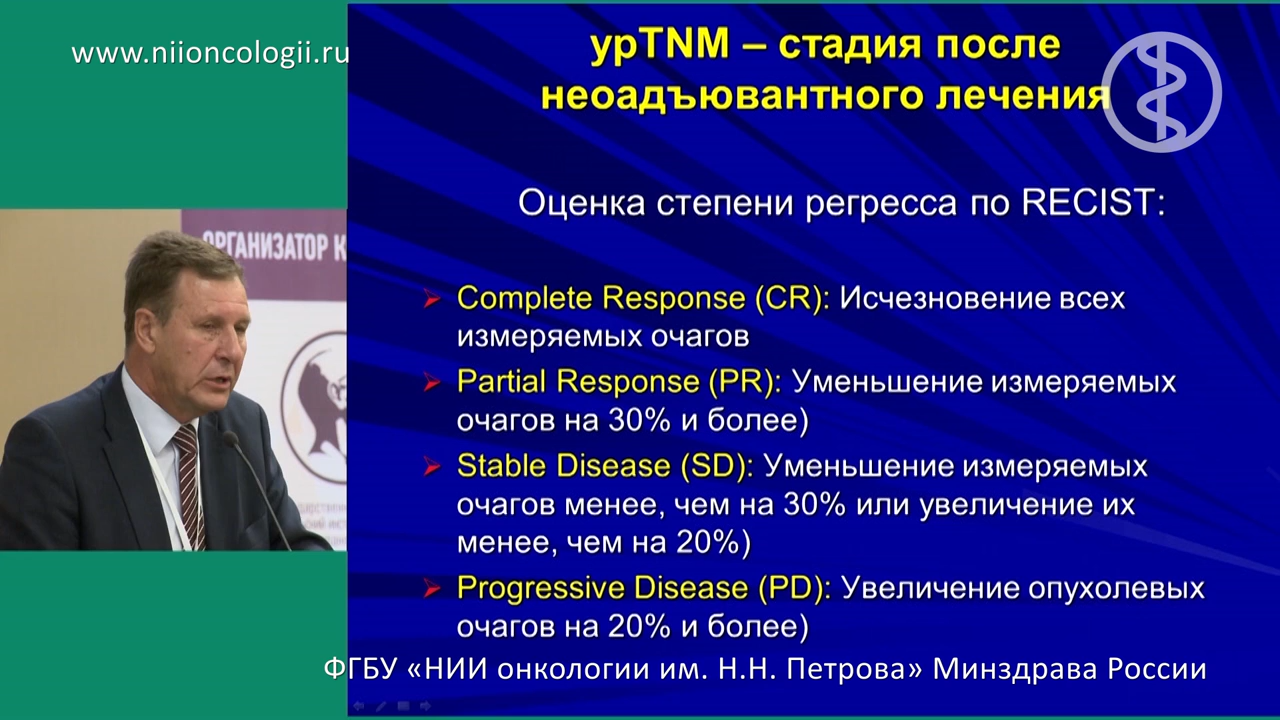 www.niioncologii.ru
ypTNM – стадия после
неоадъювантного лечения
Оценка степени регресса по RECIST:
Complete Response (CR): Исчезновение всех
измеряемых очагов
Partial Response (PR): Уменьшение измеряемых
очагов на 30% и более)
Stable Disease (SD): Уменьшение измеряемых
очагов менее, чем на 30% или увеличение их
менее, чем на 20%)
Progressive Disease (PD): Увеличение опухолевых
очагов на 20% и более)
ОРГАНИЗАТОР К
ФГБУ «НИИ онкологии им. Н.Н. Петрова» Минздрава России